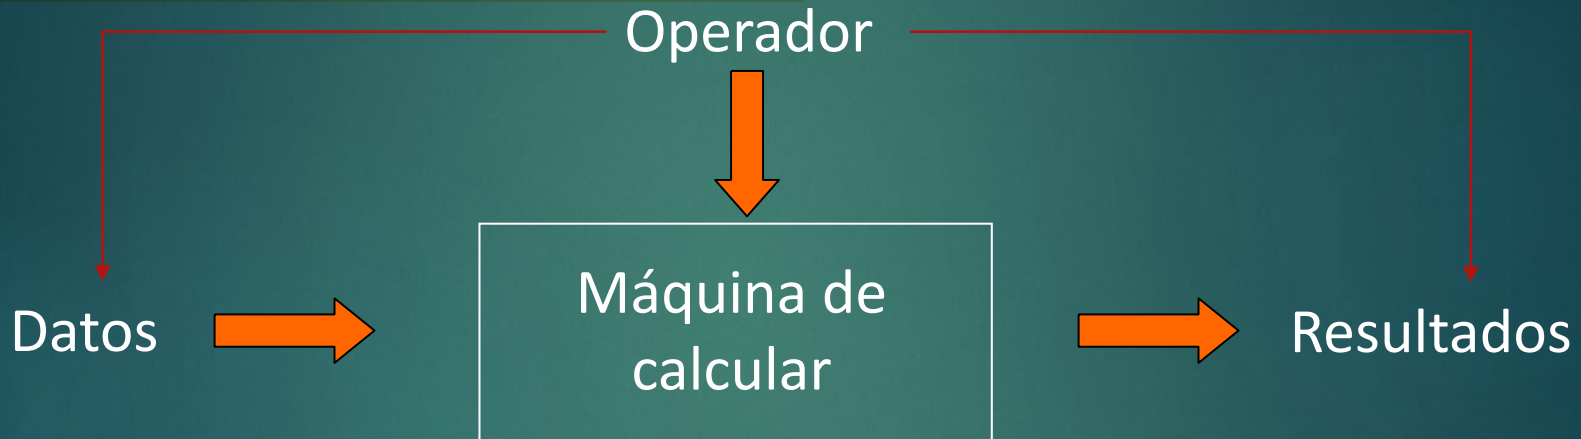 Operador
Máquina de
calcular
Datos
Resultados